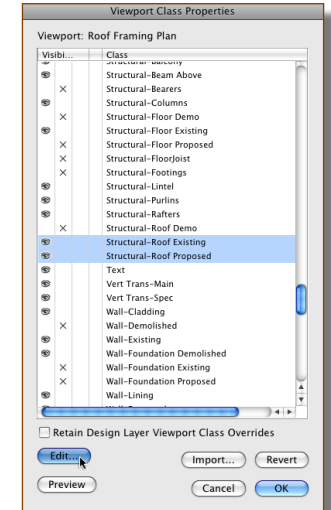 Viewport Class Properties
Viewport: Roof Framing Plan
Visibi... Class
Structural-Balcony
Structural-Beam Above
Structural-Bearers
Structural-Columns
Structural-Floor Demo
Structural-Floor Existing
Structural-Floor Proposed
Structural-FloorJoist
Structural-Footings
Structural-Lintel
Structural-Purlins
Structural-Rafters
Structural-Roof Demo
Structural-Roof Existing
Structural-Roof Proposed
Text
Vert Trans-Main
Vert Trans-Spec
Wall-Cladding
Wall-Demolished
Wall-Existing
Wall-Foundation Demolished
Wall-Foundation Existing
Wall-Foundation Proposed
Wall-Lining
Retain Design Layer Viewport Class Overrides
Edit... Import... Revert
Preview Cancel OK